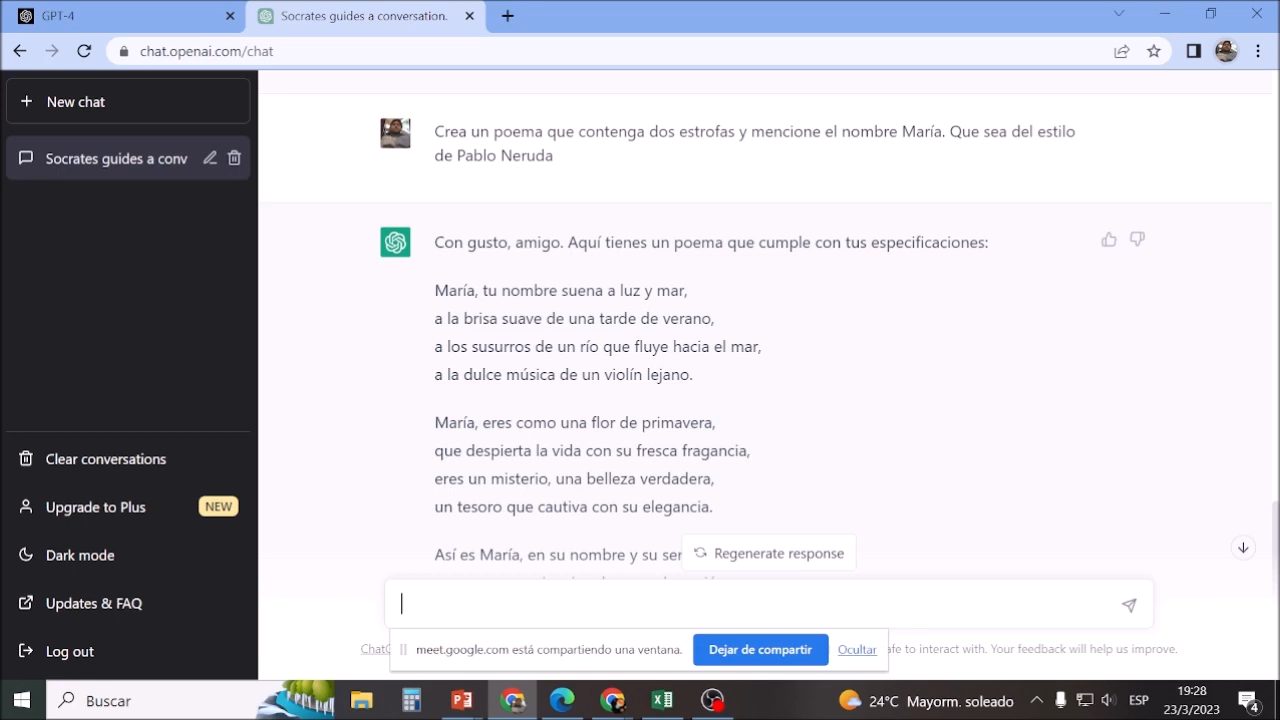 GPT-4
Socrates guides a conversation.
chat.openai.com/chat
New chat
Socrates guides a conv
Clear conversations
Upgrade to Plus
NEW
Dark mode
Updates & FAQ
Log out
Crea un poema que contenga dos estrofas y mencione el nombre María. Que sea del estilo
de Pablo Neruda
Con gusto, amigo. Aquí tienes un poema que cumple con tus especificaciones:
María, tu nombre suena a luz y mar,
a la brisa suave de una tarde de verano,
a los susurros de un río que fluye hacia el mar,
a la dulce música de un violín lejano.
María, eres como una flor de primavera,
que despierta la vida con su fresca fragancia,
eres un misterio, una belleza verdadera,
un tesoro que cautiva con su elegancia.
Así es María, en su nombre y su ser
Regenerate response
meet.google.com está compartiendo una ventana.
Dejar de compartir
Ocultar
to interact with. Your feedback will help us improve.
Buscar
24°C Mayorm. soleado
ESP
19:28
23/3/2023
4